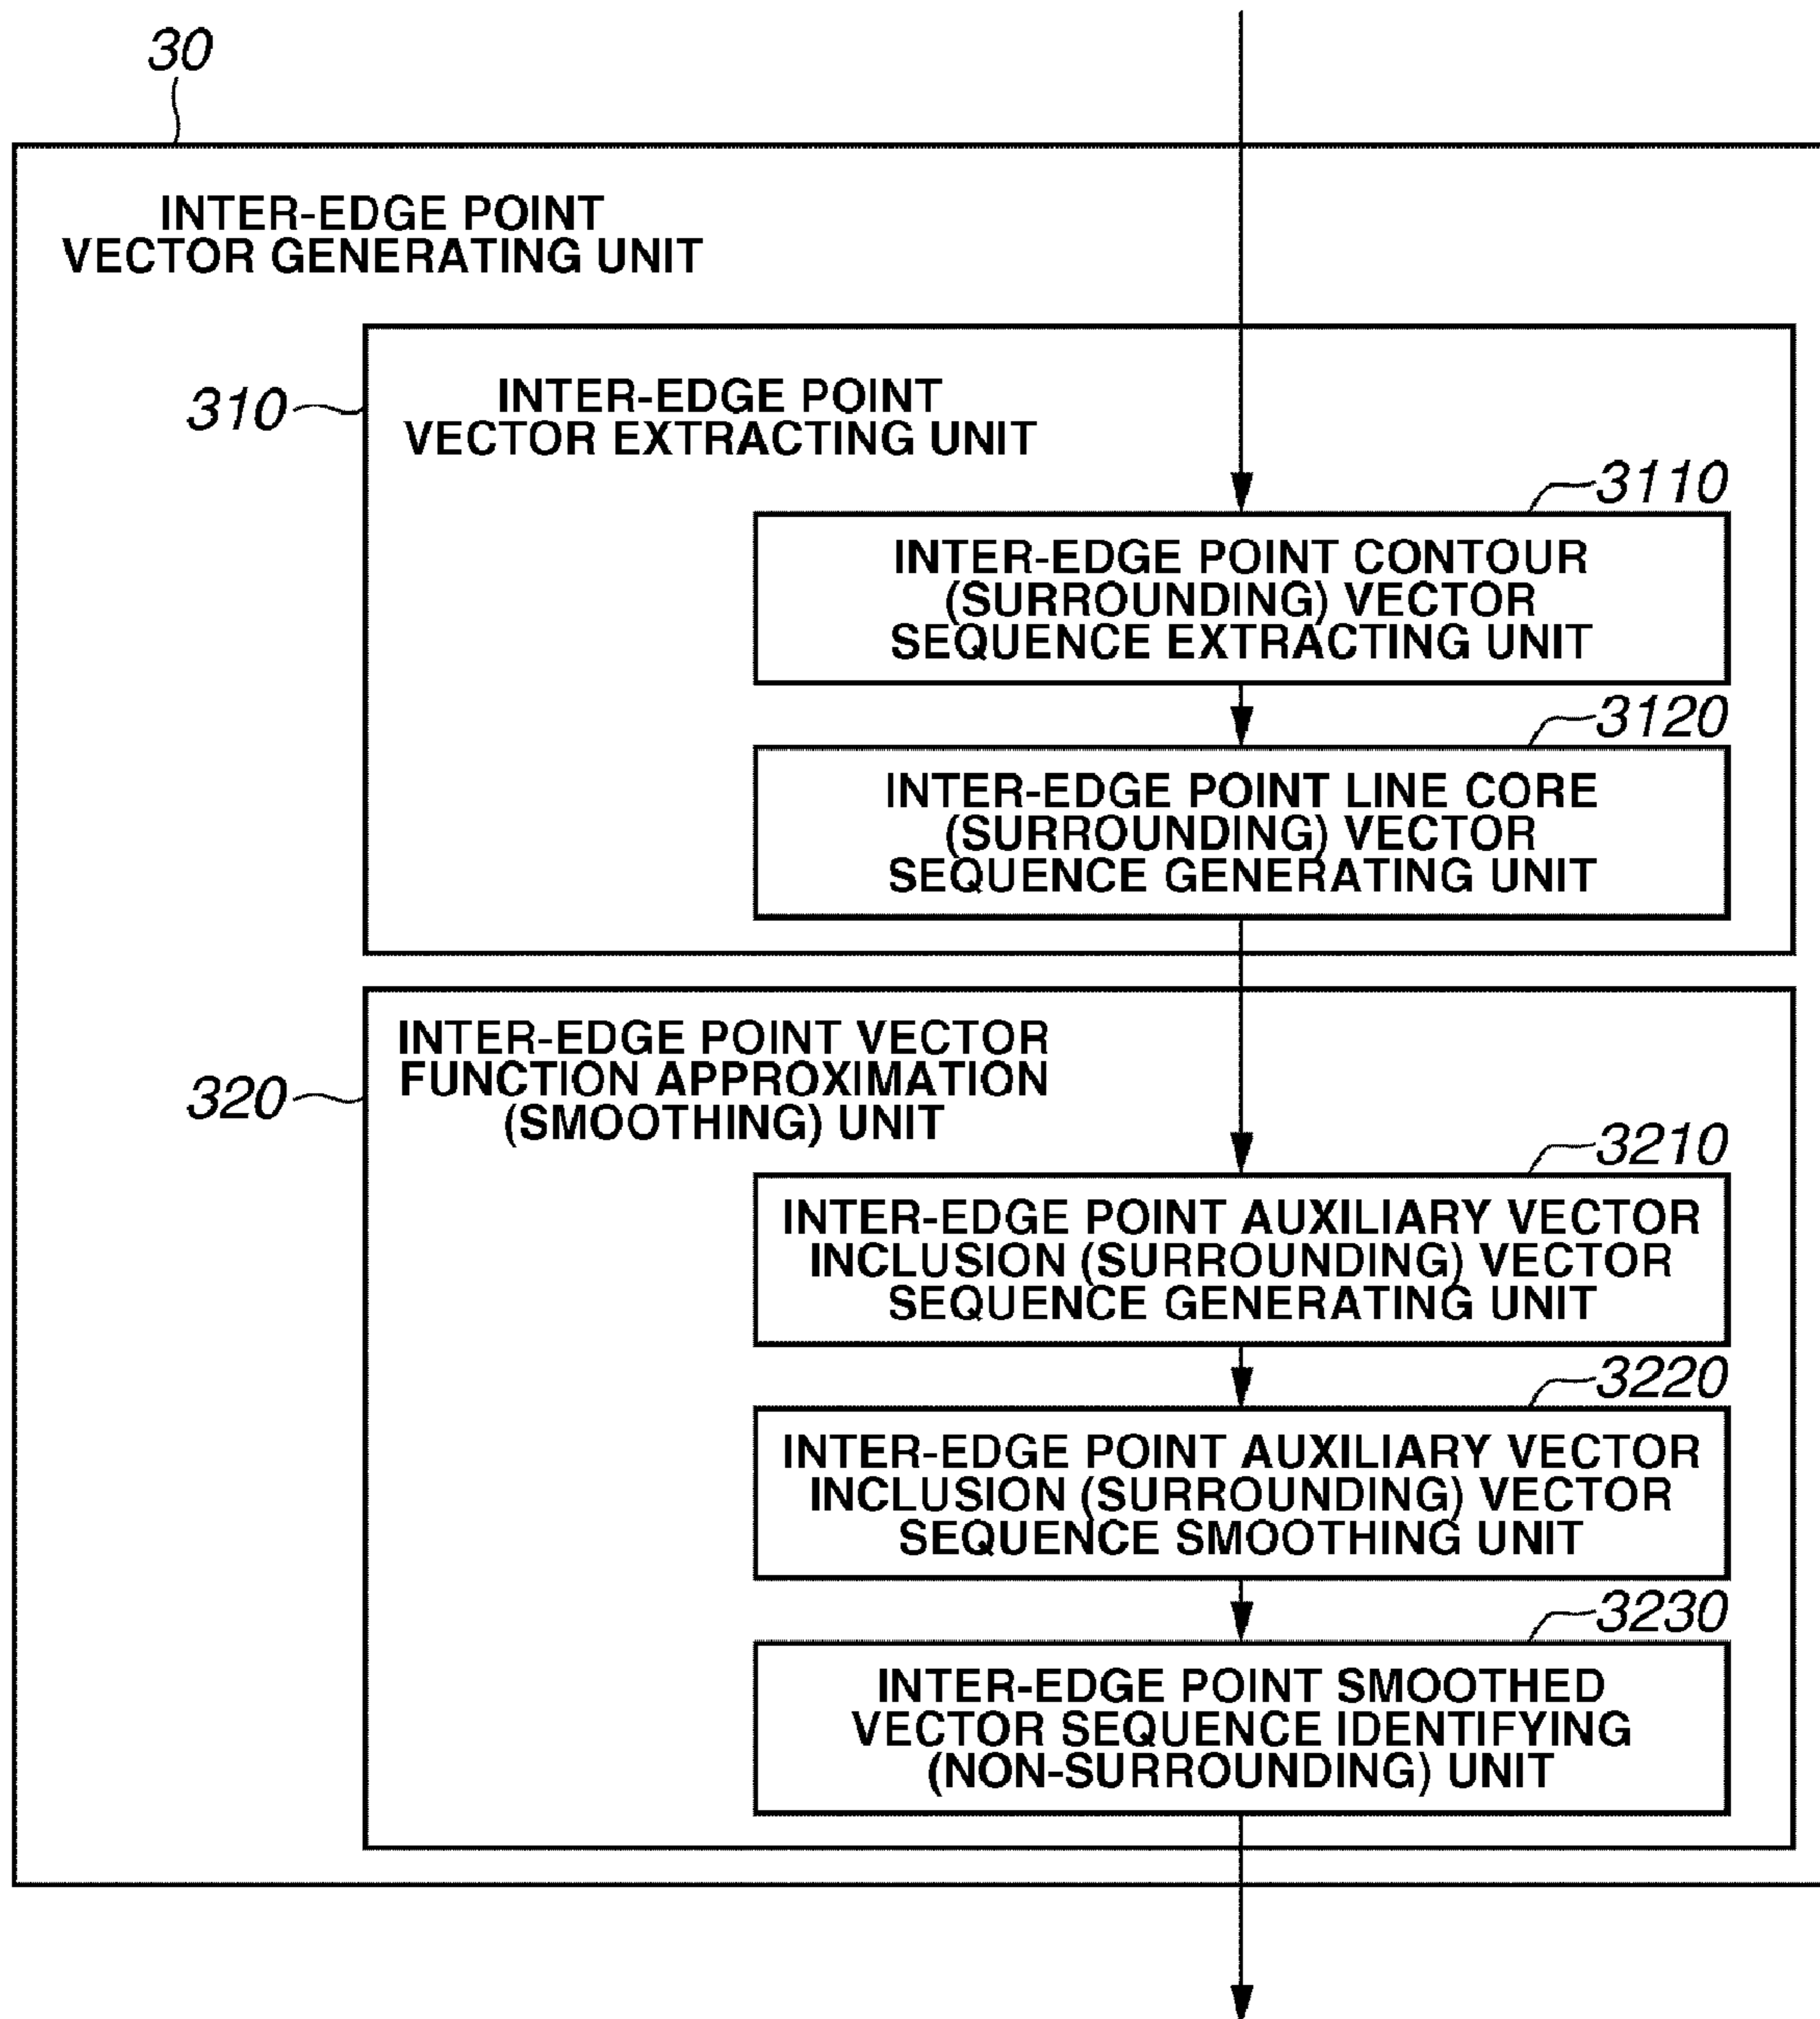 30
INTER-EDGE POINT
VECTOR GENERATING UNIT
310
INTER-EDGE POINT
VECTOR EXTRACTING UNIT
3110
INTER-EDGE POINT CONTOUR
(SURROUNDING) VECTOR
SEQUENCE EXTRACTING UNIT
3120
INTER-EDGE POINT LINE CORE
(SURROUNDING) VECTOR
SEQUENCE GENERATING UNIT
320
INTER-EDGE POINT VECTOR
FUNCTION APPROXIMATION
(SMOOTHING) UNIT
3210
INTER-EDGE POINT AUXILIARY VECTOR
INCLUSION (SURROUNDING) VECTOR
SEQUENCE GENERATING UNIT
3220
INTER-EDGE POINT AUXILIARY VECTOR
INCLUSION (SURROUNDING) VECTOR
SEQUENCE SMOOTHING UNIT
3230
INTER-EDGE POINT SMOOTHED
VECTOR SEQUENCE IDENTIFYING
(NON-SURROUNDING) UNIT